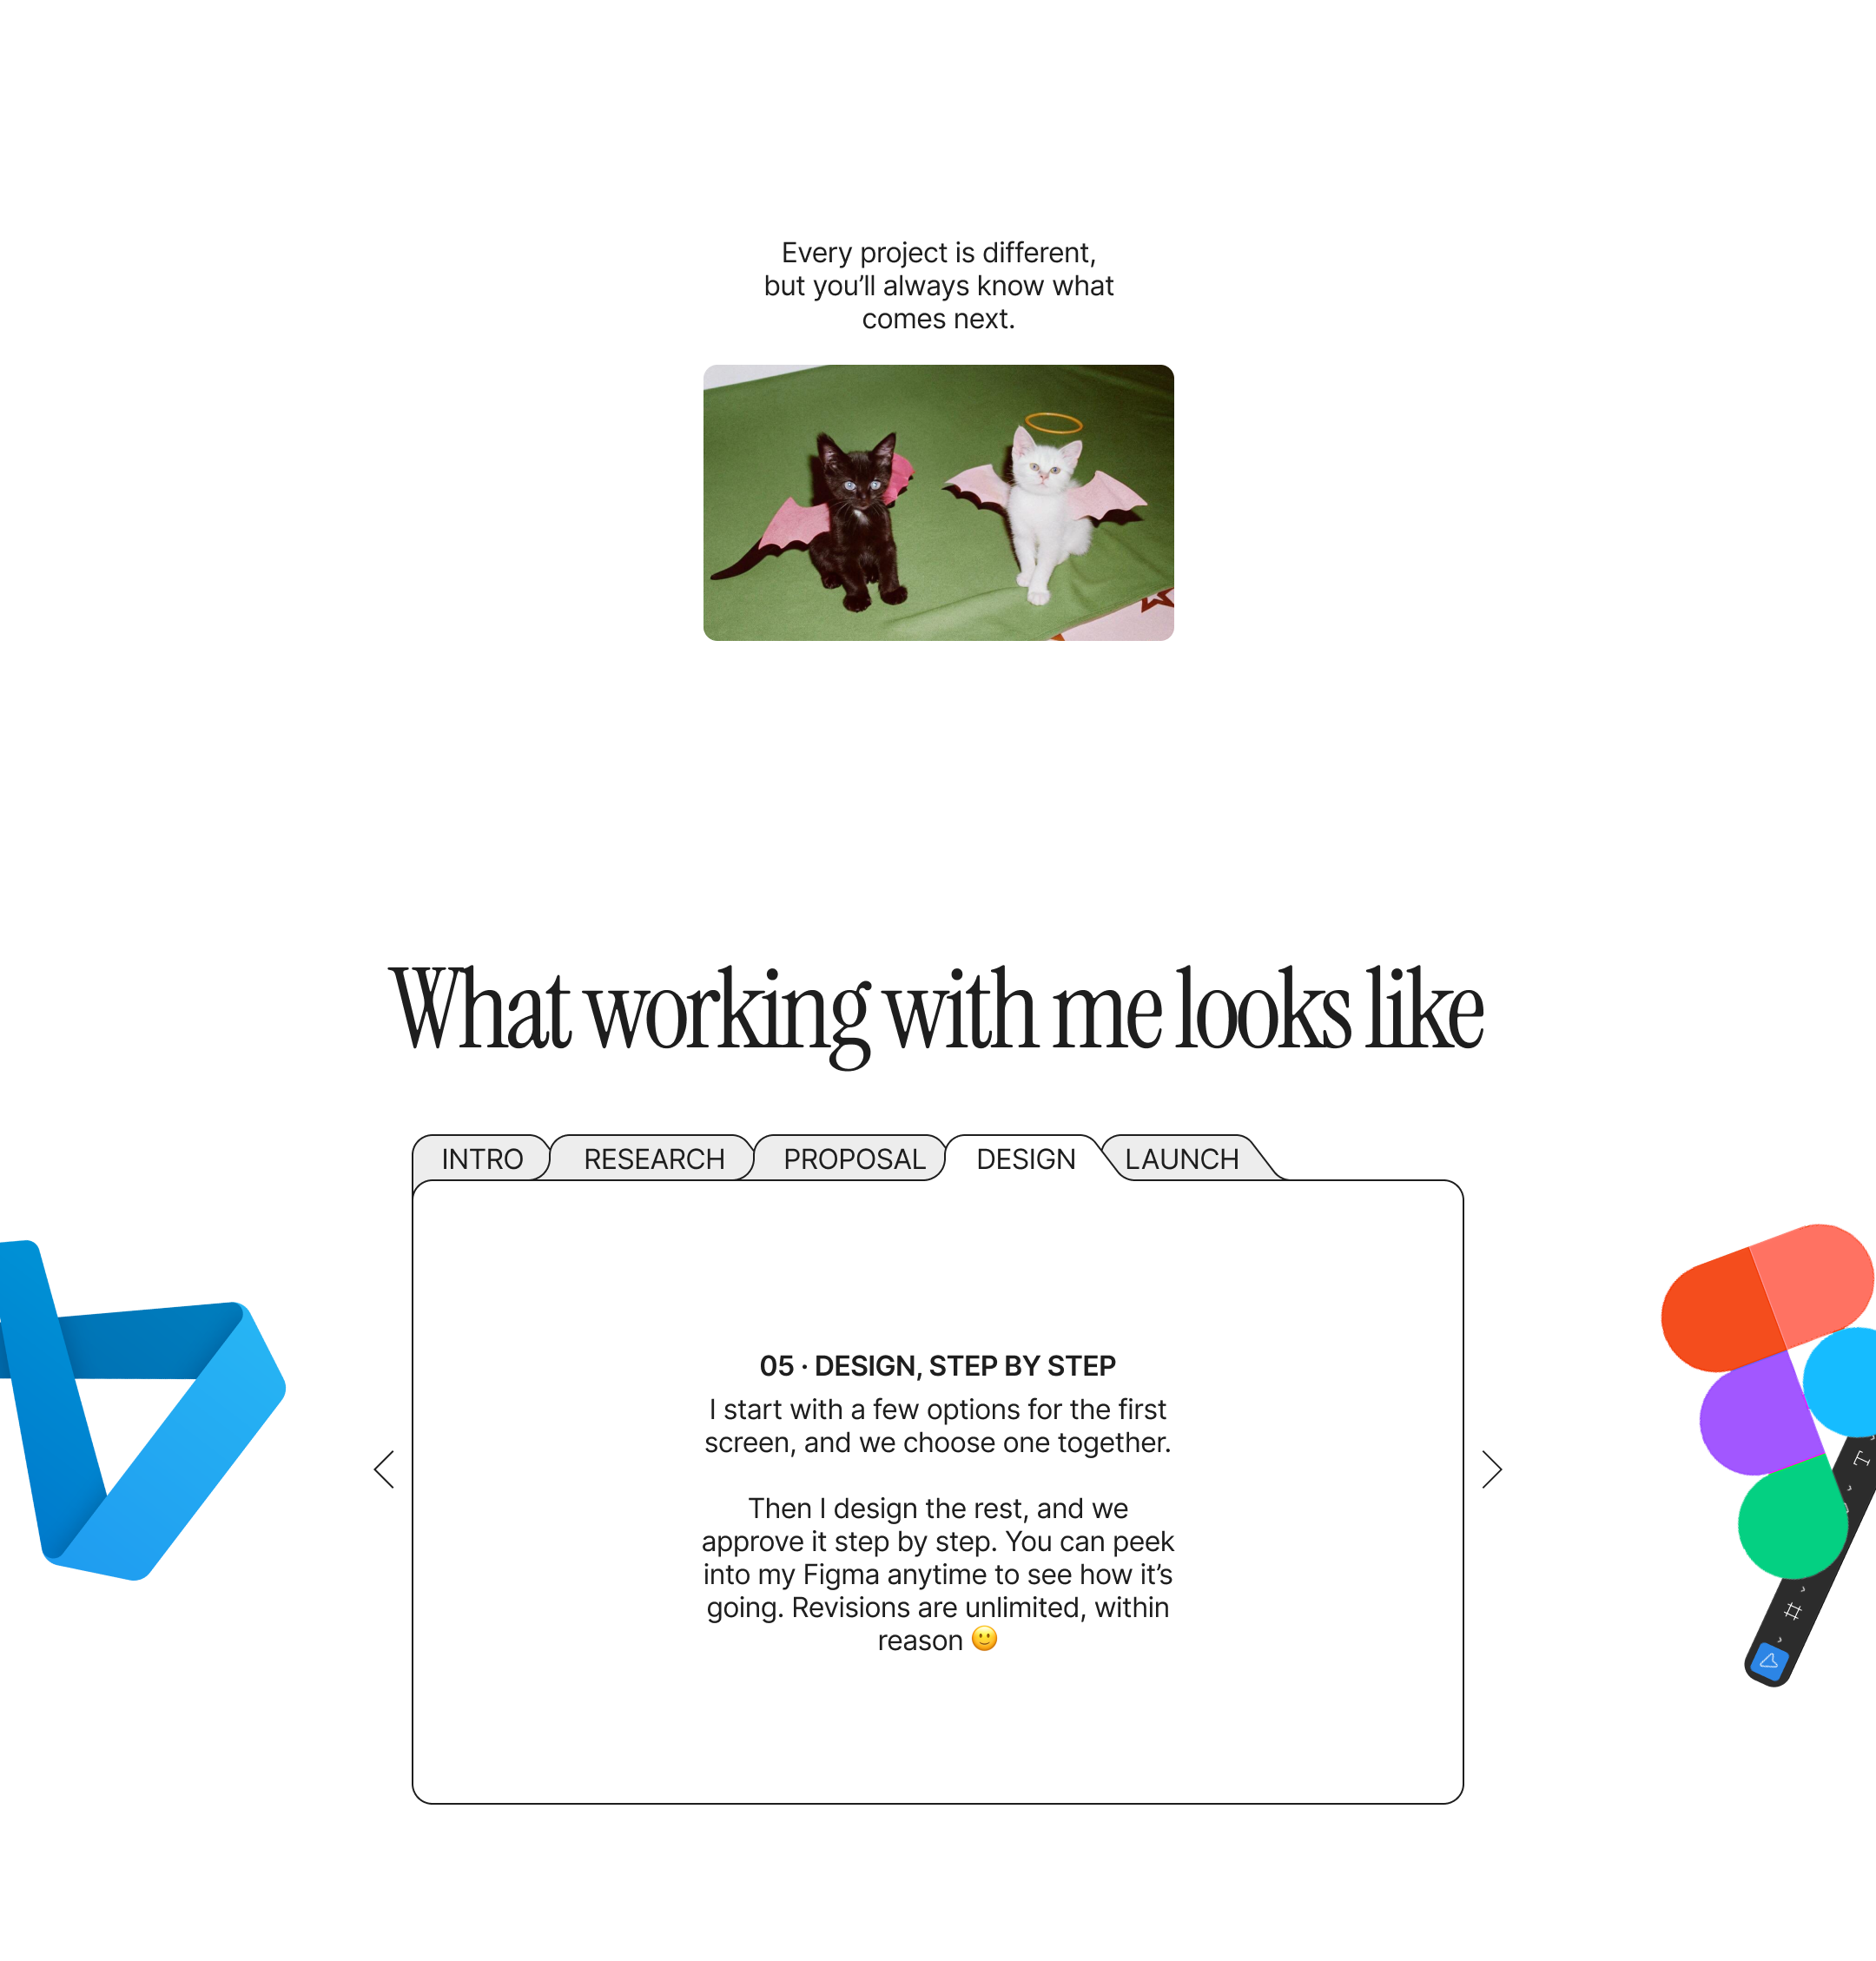 Every project is different,
but you’ll always know what
comes next.
What working with me looks like
INTRO
RESEARCH
PROPOSAL
DESIGN
LAUNCH
05 · DESIGN, STEP BY STEP
I start with a few options for the first
screen, and we choose one together.
Then I design the rest, and we
approve it step by step. You can peek
into my Figma anytime to see how it’s
going. Revisions are unlimited, within
reason 🙂